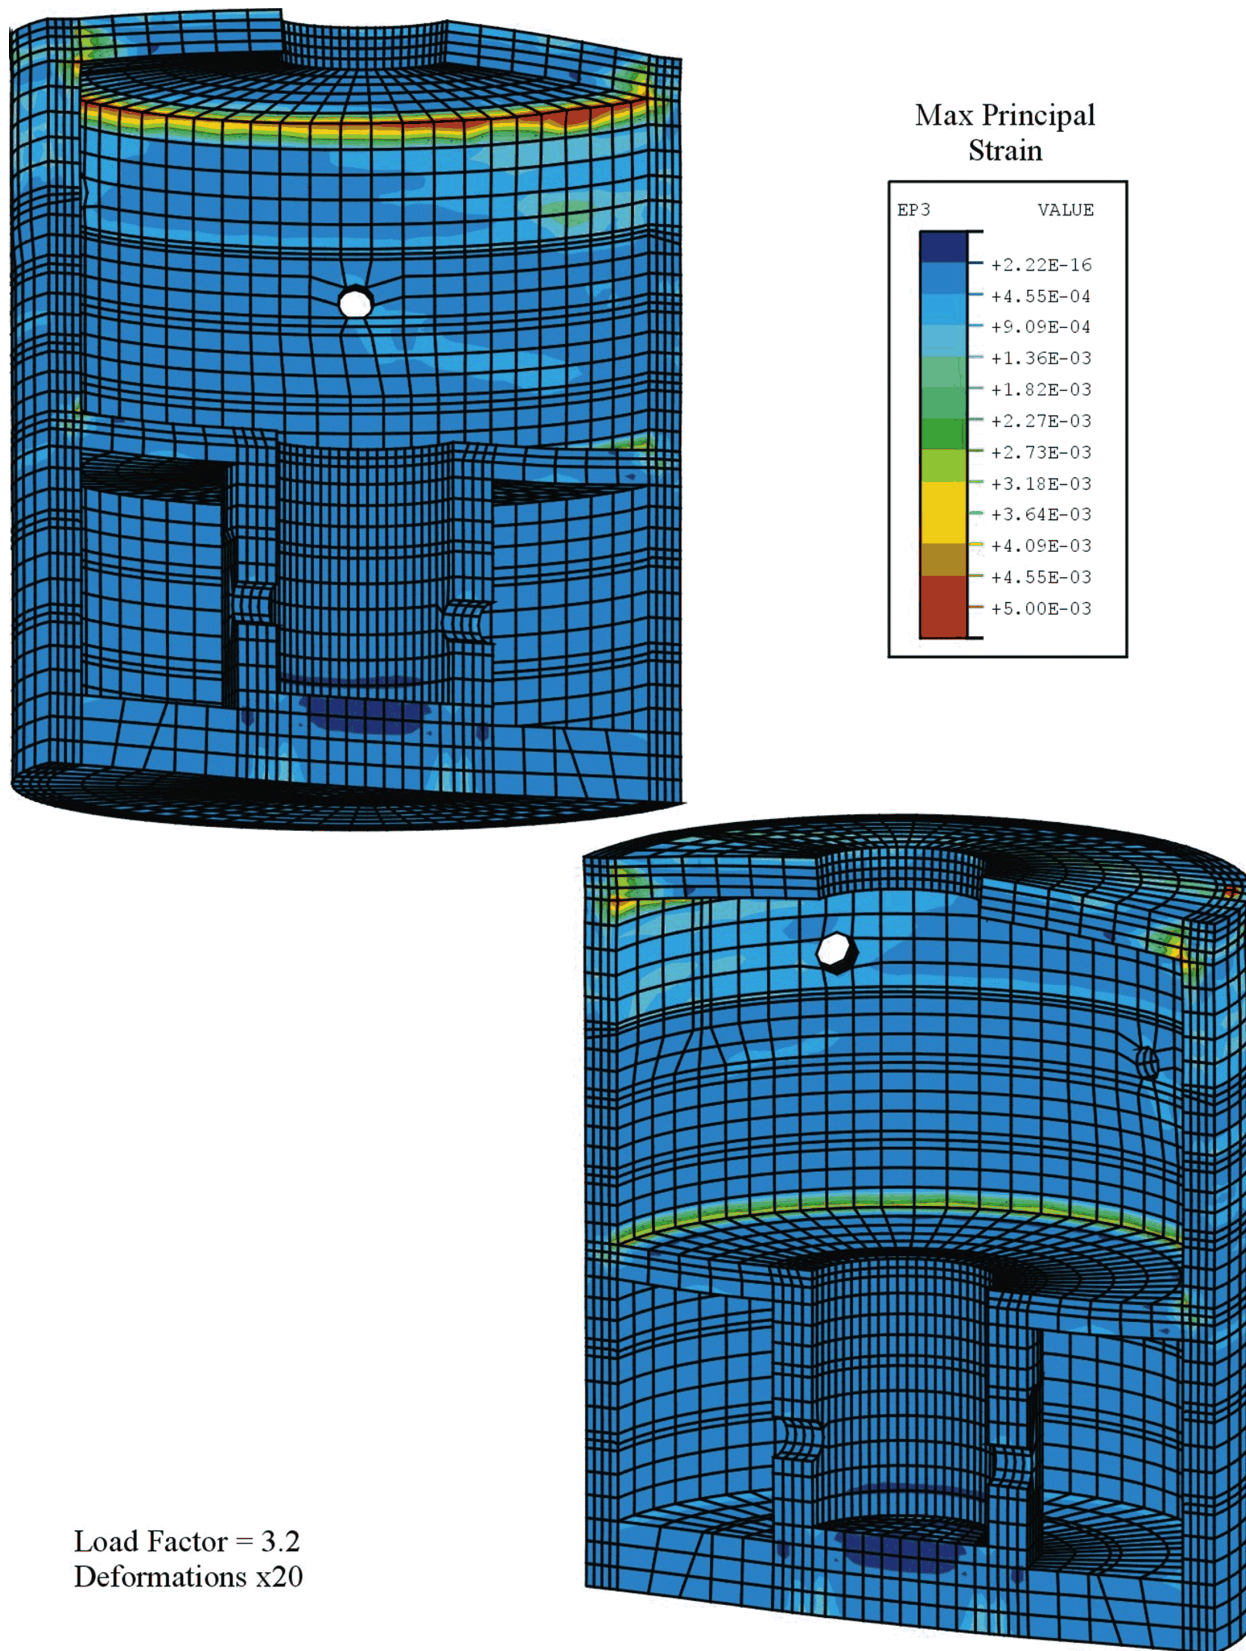 Max Principal
Strain
EP3 VALUE
+2.22E-16
+4.55E-04
+9.09E-04
+1.36E-03
+1.82E-03
+2.27E-03
+2.73E-03
+3.18E-03
+3.64E-03
+4.09E-03
+4.55E-03
+5.00E-03
Load Factor = 3.2
Deformations x20